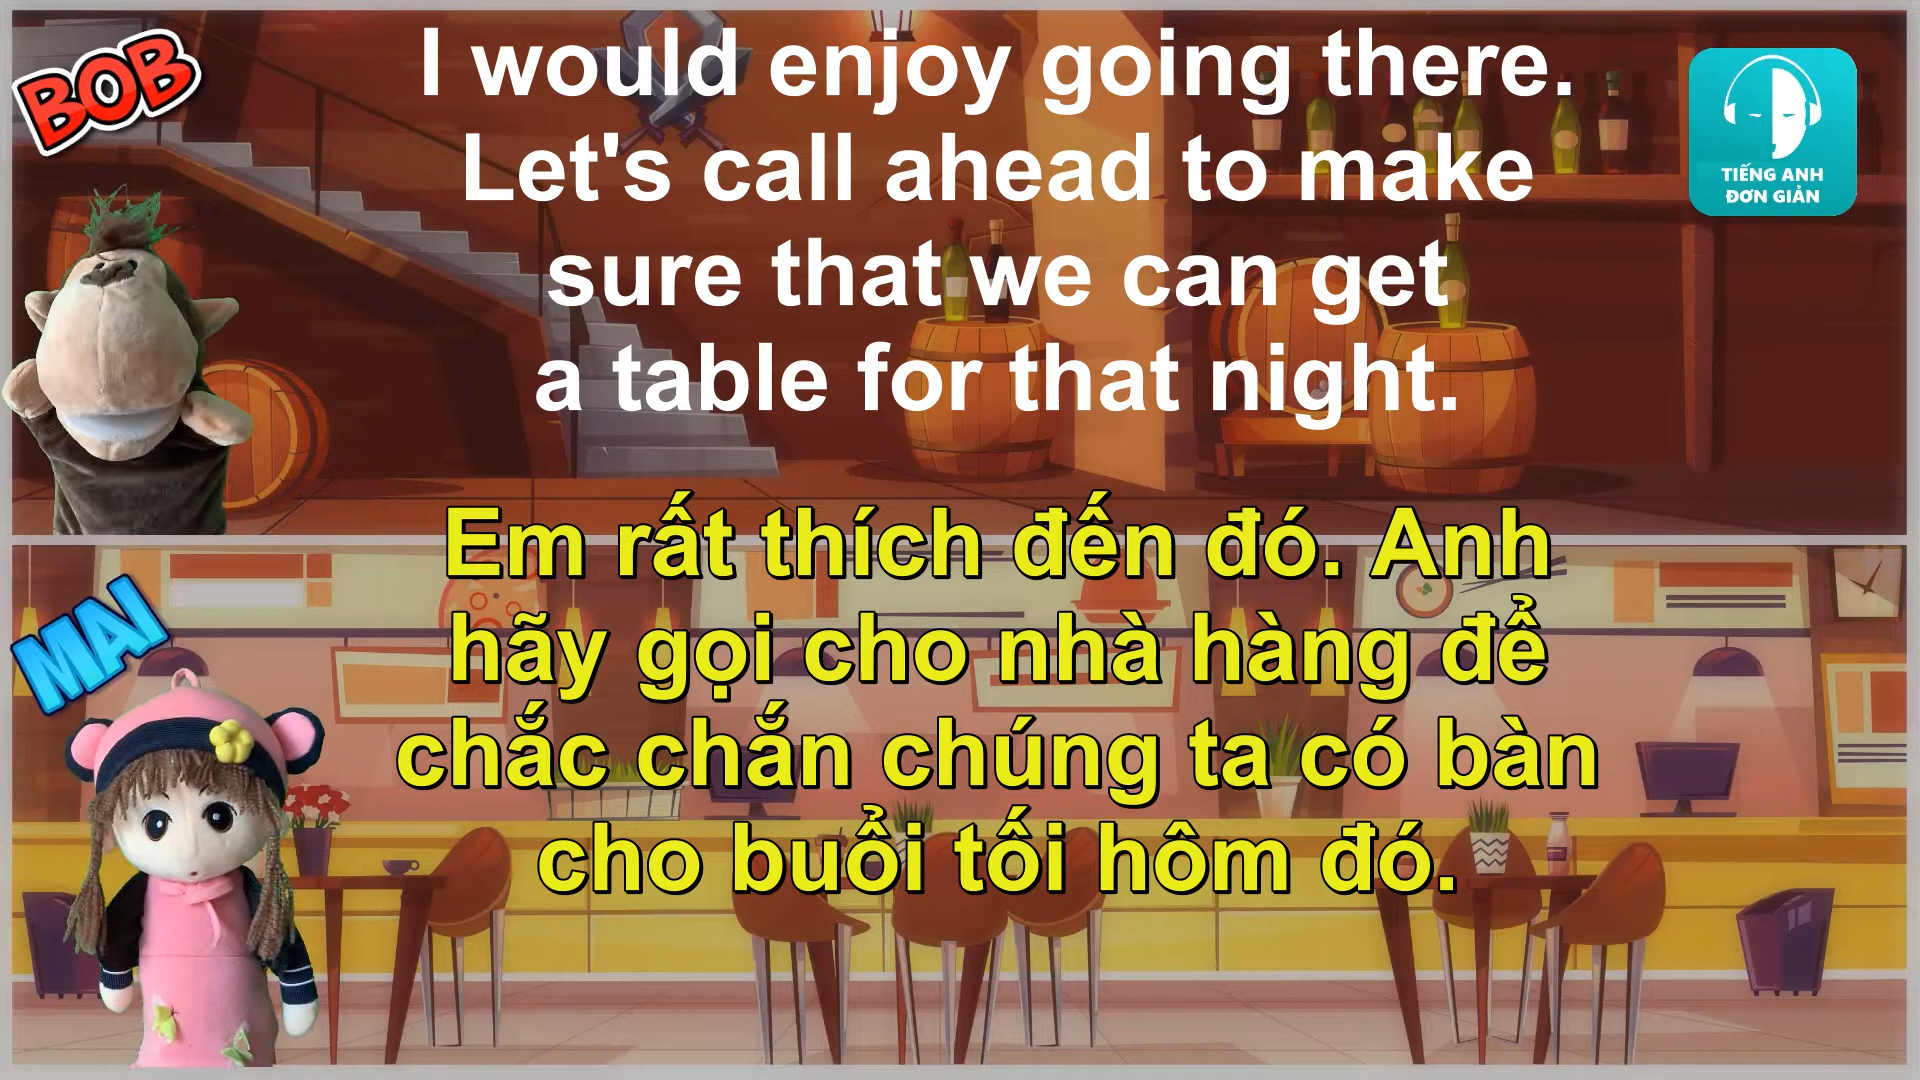 BOB
I would enjoy going there.
Let's call ahead to make
sure that we can get
a table for that night.
TIẾNG ANH
ĐƠN GIẢN
Em rất thích đến đó. Anh
hãy gọi cho nhà hàng để
chắc chắn chúng ta có bàn
cho buổi tối hôm đó.
MAI